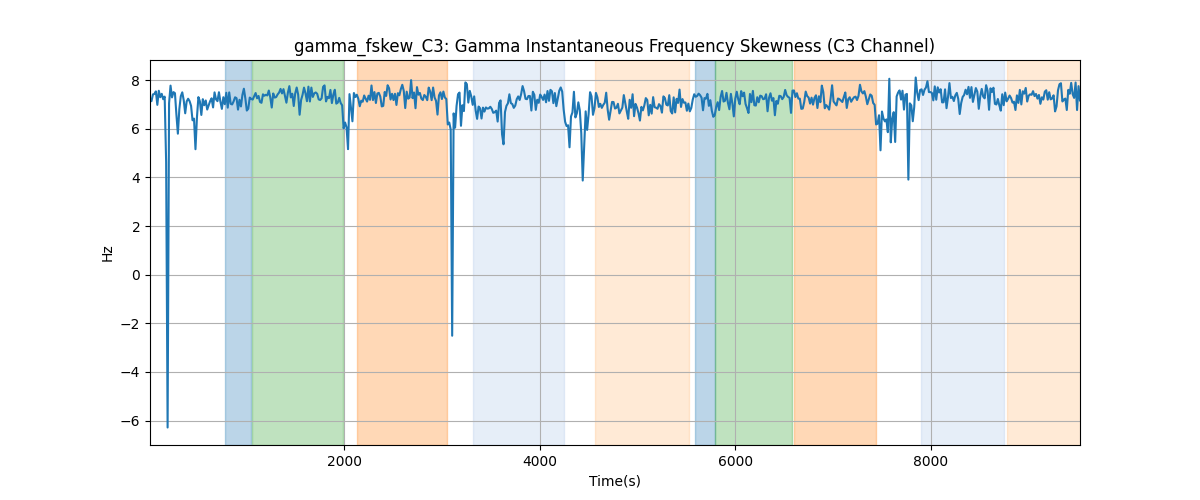 gamma_fskew_C3: Gamma Instantaneous Frequency Skewness (C3 Channel)
8
6
4
2
0
−2
−4
−6
Hz
2000 4000 6000 8000
Time(s)